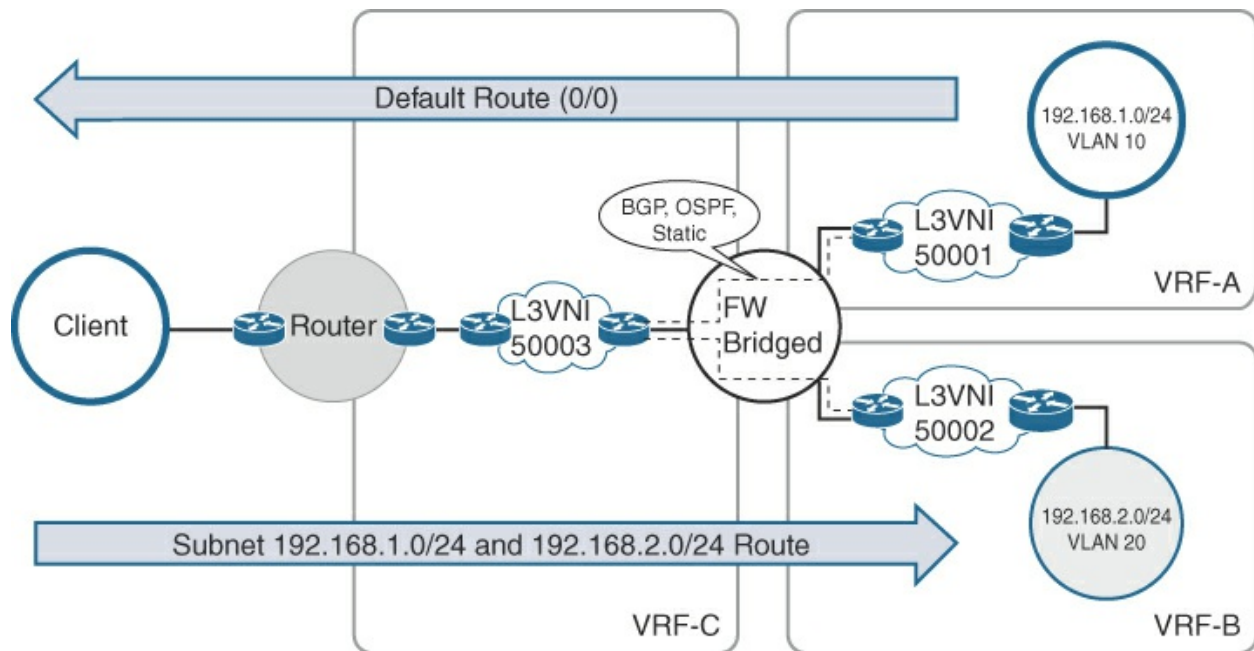 Default Route (0/0)
192.168.1.0/24
VLAN 10
BGP, OSPF,
Static
L3VNI
50001
VRF-A
Client
Router
L3VNI
50003
FW
Bridged
L3VNI
50002
192.168.2.0/24
VLAN 20
Subnet 192.168.1.0/24 and 192.168.2.0/24 Route
VRF-C
VRF-B